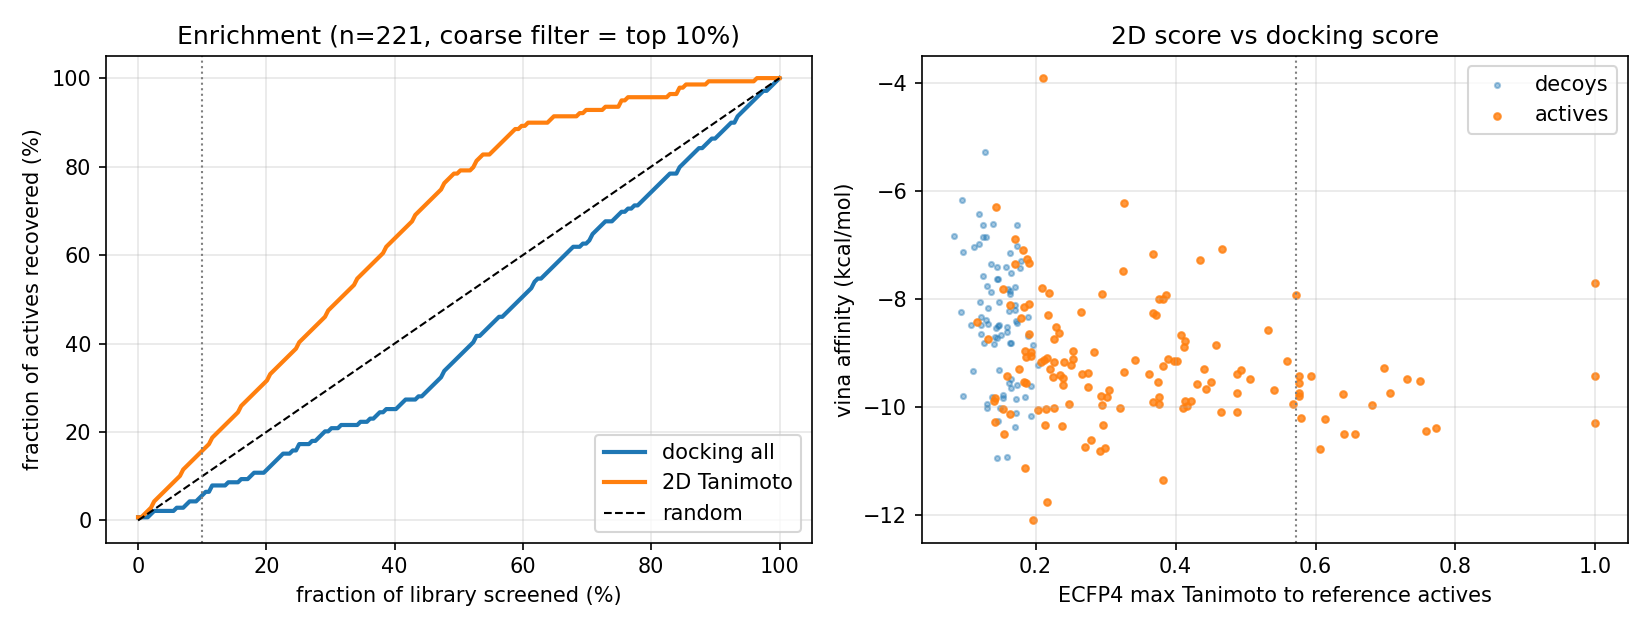 Enrichment (n=221, coarse filter = top 10%)
fraction of actives recovered (%)
100
80
60
40
20
0
docking all
2D Tanimoto
random
0 20 40 60 80 100
fraction of library screened (%)
2D score vs docking score
vina affinity (kcal/mol)
−4
−6
−8
−10
−12
decoys
actives
0.2 0.4 0.6 0.8 1.0
ECFP4 max Tanimoto to reference actives